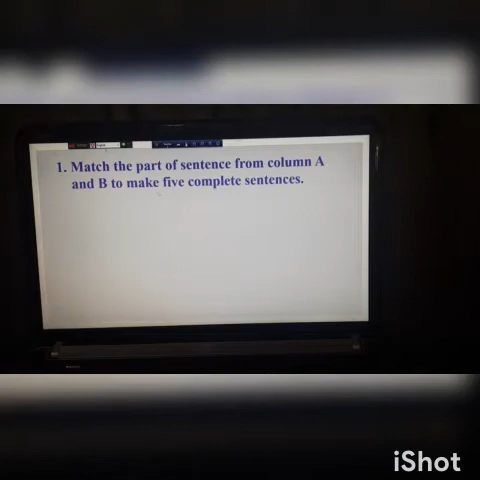 1. Match the part of sentence from column A
and B to make five complete sentences.
iShot